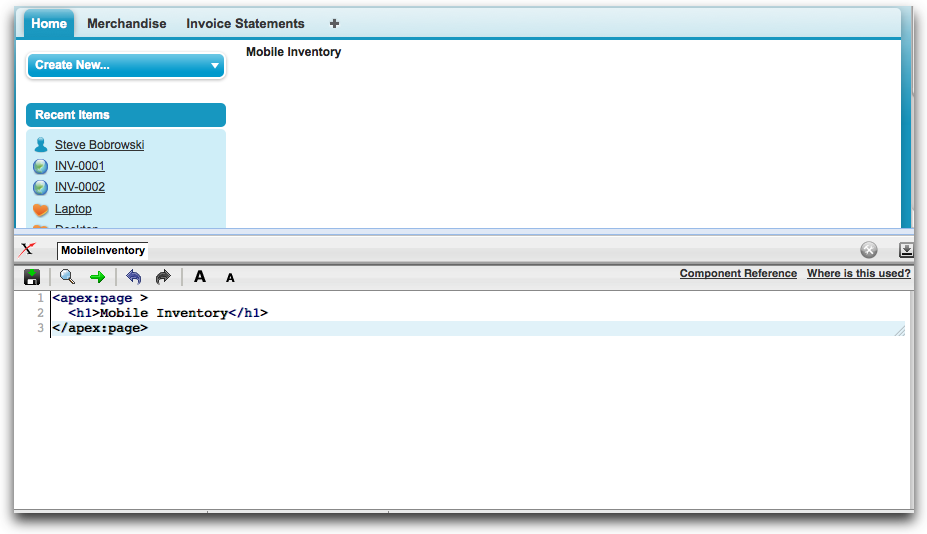 Home Merchandise Invoice Statements +
Create New...
Mobile Inventory
Recent Items
Steve Bobrowski
INV-0001
INV-0002
Laptop
Desktop
MobileInventory
A A Component Reference Where is this used?
1 <apex:page >
2 <h1>Mobile Inventory</h1>
3 </apex:page>